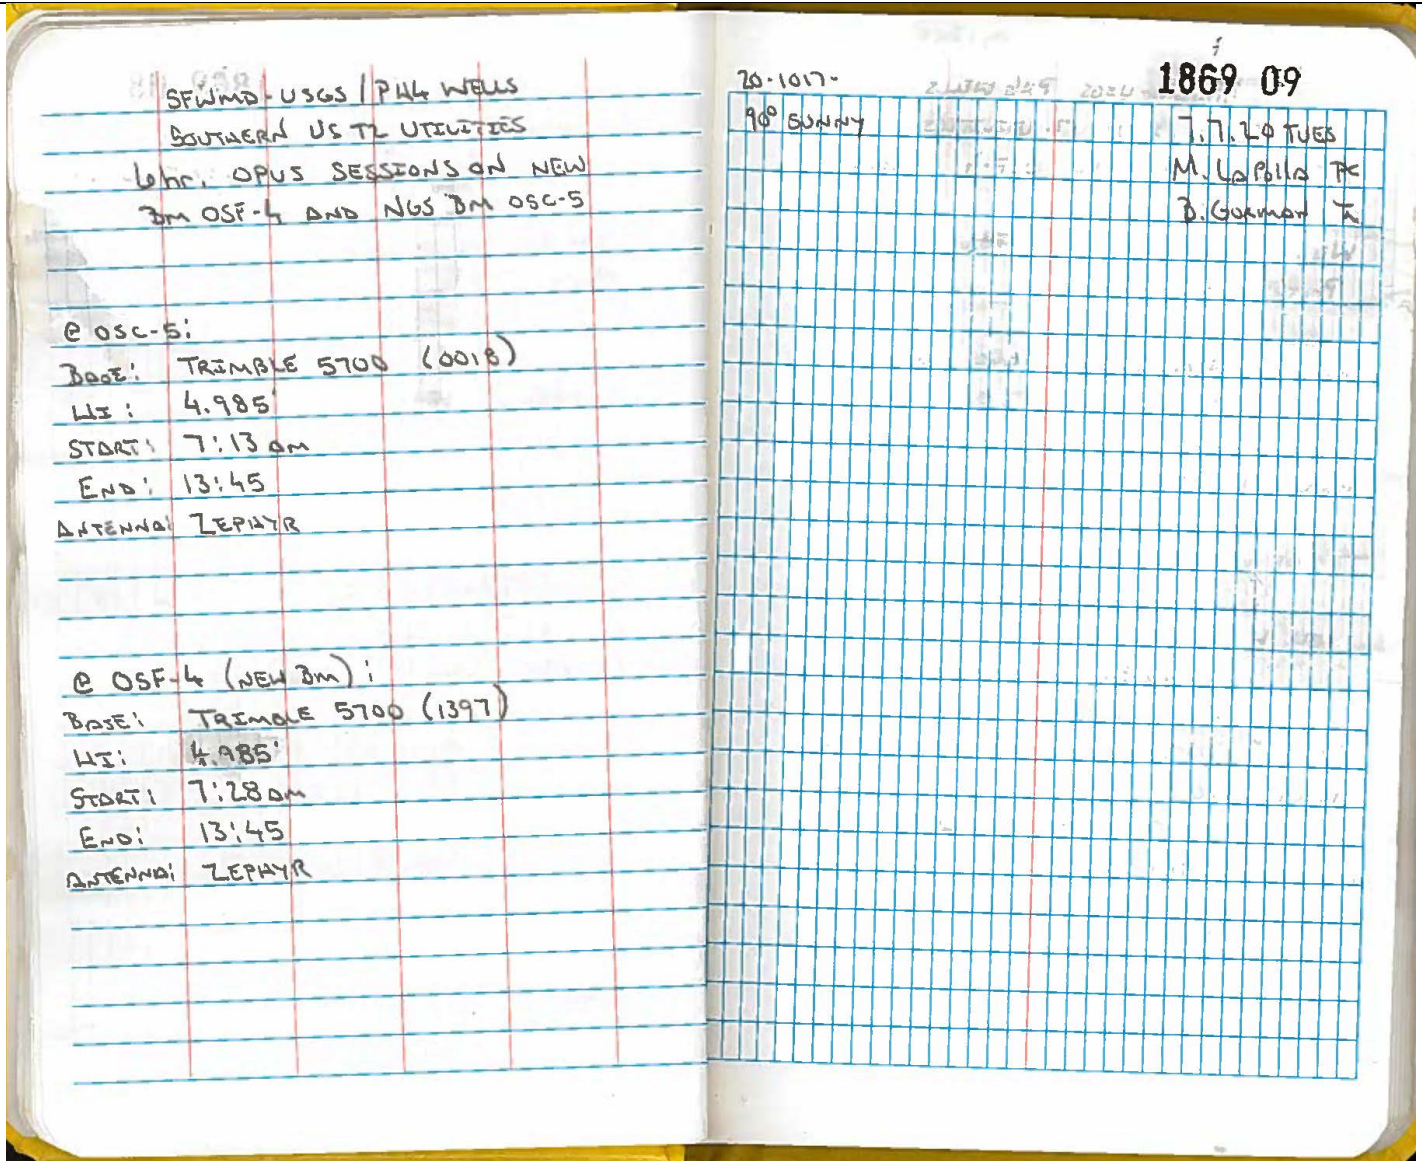 SFWMD-USGS / PH4 WELLS
SOUTHERN US TZ UTILITIES
6hr. OPUS SESSIONS ON NEW
BM OSF-4 AND NGS BM OSC-5
@ OSC-5:
BASE: TRIMBLE 5700 (0018)
HI: 4.985'
START: 7:13 AM
END: 13:45
ANTENNA: ZEPHYR
@ OSF-4 (NEW BM):
BASE: TRIMBLE 5700 (1397)
HI: 4.985'
START: 7:28 AM
END: 13:45
ANTENNA: ZEPHYR
20-1017-
1869 09
90° SUNNY
7.7.20 TUES
M. LaPolla PC
B. Gorman